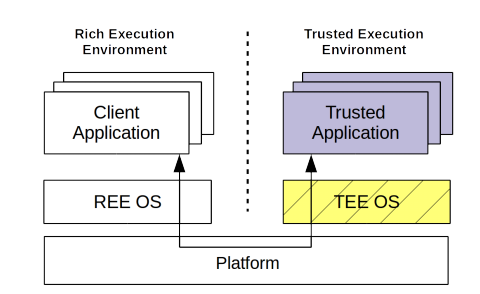 Rich Execution
Environment
Trusted Execution
Environment
Client
Application
Trusted
Application
REE OS
TEE OS
Platform